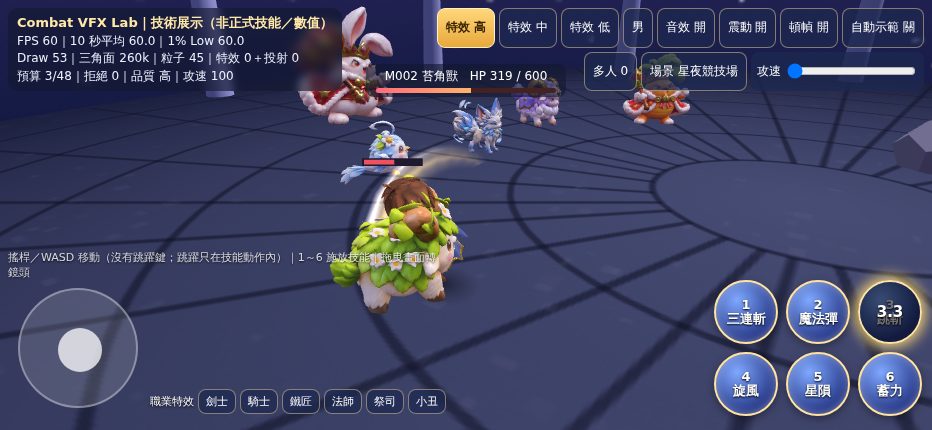 Combat VFX Lab｜技術展示（非正式技能／數值）
FPS 60｜10 秒平均 60.0｜1% Low 60.0
Draw 53｜三角面 260k｜粒子 45｜特效 0＋投射 0
預算 3/48｜拒絕 0｜品質 高｜攻速 100
特效 高
特效 中
特效 低
男
音效 開
震動 開
頓幀 開
自動示範 關
多人 0
場景 星夜競技場
攻速
M002 苔角獸 HP 319 / 600
搖桿／WASD 移動（沒有跳躍鍵；跳躍只在技能動作內）｜1～6 施放技能｜拖曳畫面轉
鏡頭
1
三連斬
2
魔法彈
3
3.3
跳斬
4
旋風
5
星隕
6
蓄力
職業特效
劍士
騎士
鐵匠
法師
祭司
小丑